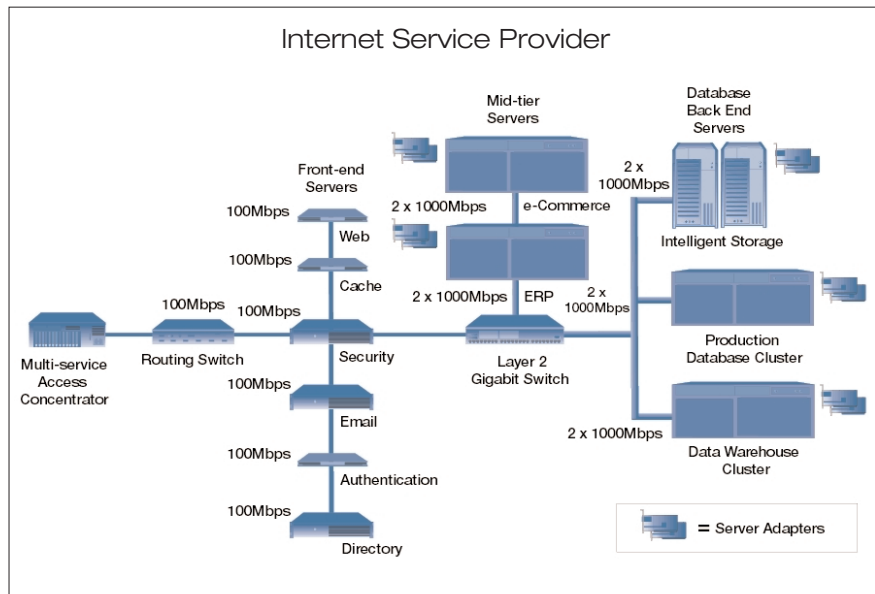 Internet Service Provider
Database
Back End
Servers
Mid-tier
Servers
Front-end
Servers
2 x
1000Mbps
100Mbps
2 x 1000Mbps
e-Commerce
Web
Intelligent Storage
100Mbps
Cache
2 x 1000Mbps
ERP
2 x
1000Mbps
100Mbps
100Mbps
Multi-service
Access
Concentrator
Routing Switch
Security
Layer 2
Gigabit Switch
Production
Database Cluster
100Mbps
Email
2 x 1000Mbps
Data Warehouse
Cluster
100Mbps
Authentication
100Mbps
Directory
= Server Adapters